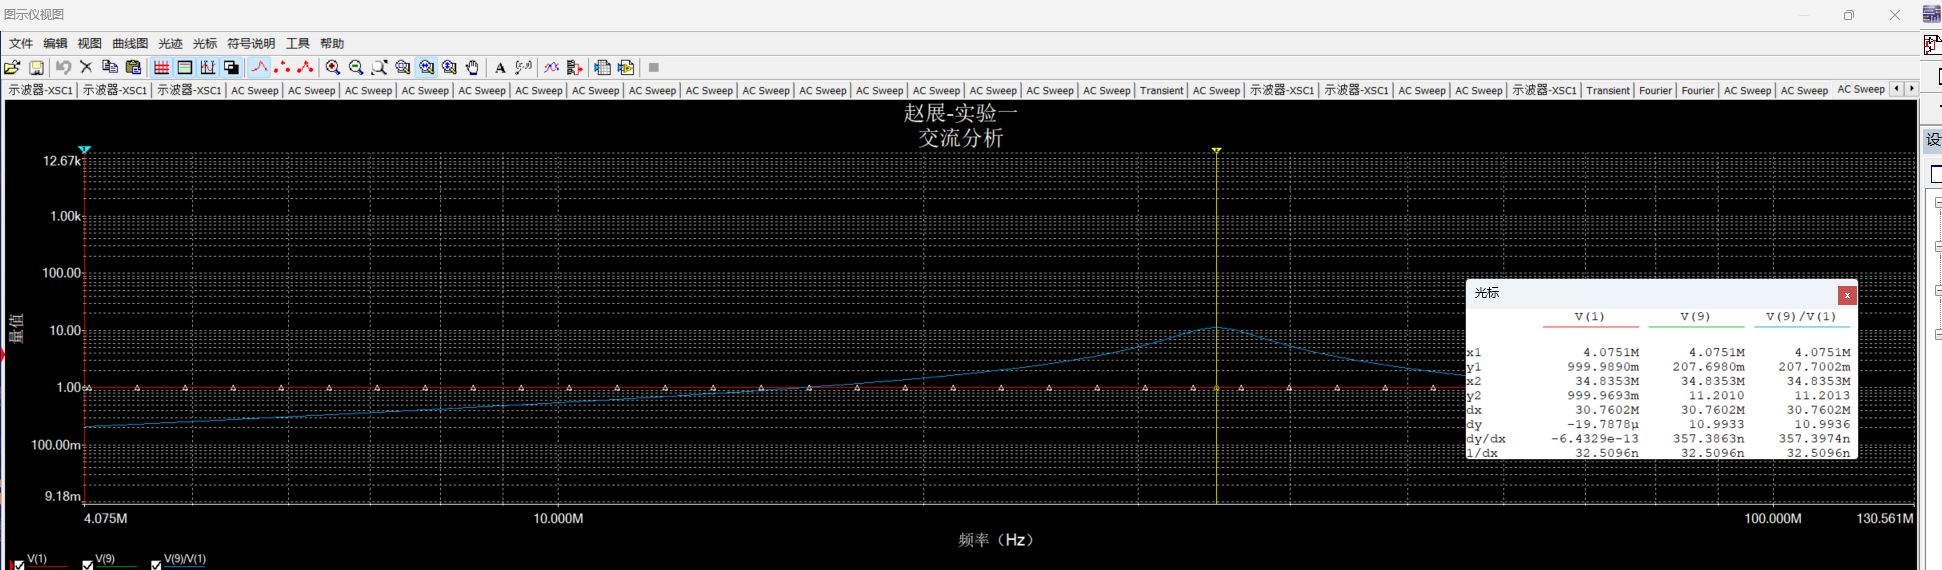 图示仪视图
文件 编辑 视图 曲线图 光迹 光标 符号说明 工具 帮助
示波器-XSC1 示波器-XSC1 示波器-XSC1 AC Sweep AC Sweep AC Sweep AC Sweep AC Sweep AC Sweep AC Sweep AC Sweep AC Sweep AC Sweep AC Sweep AC Sweep AC Sweep AC Sweep AC Sweep AC Sweep Transient AC Sweep 示波器-XSC1 示波器-XSC1 AC Sweep AC Sweep 示波器-XSC1 Transient Fourier Fourier AC Sweep AC Sweep AC Sweep
赵展-实验一
交流分析
12.67k
1.00k
100.00
10.00
1.00
100.00m
9.18m
量值
4.075M 10.000M 100.000M 130.561M
频率（Hz）
V(1) V(9) V(9)/V(1)
光标 x
V(1) V(9) V(9)/V(1)
x1 4.0751M 4.0751M 4.0751M
y1 999.9890m 207.6980m 207.7002m
x2 34.8353M 34.8353M 34.8353M
y2 999.9693m 11.2010 11.2013
dx 30.7602M 30.7602M 30.7602M
dy -19.7878µ 10.9933 10.9936
dy/dx -6.4329e-13 357.3863n 357.3974n
1/dx 32.5096n 32.5096n 32.5096n
设